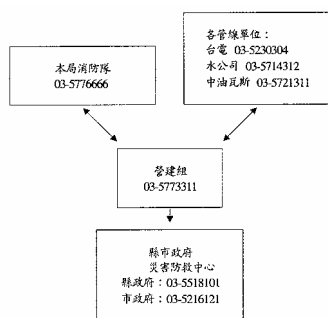 本局消防隊
03-5776666
各管線單位：
台電 03-5230304
水公司 03-5714312
中油瓦斯 03-5721311
營建組
03-5773311
縣市政府
災害防救中心
縣政府：03-5518101
市政府：03-5216121